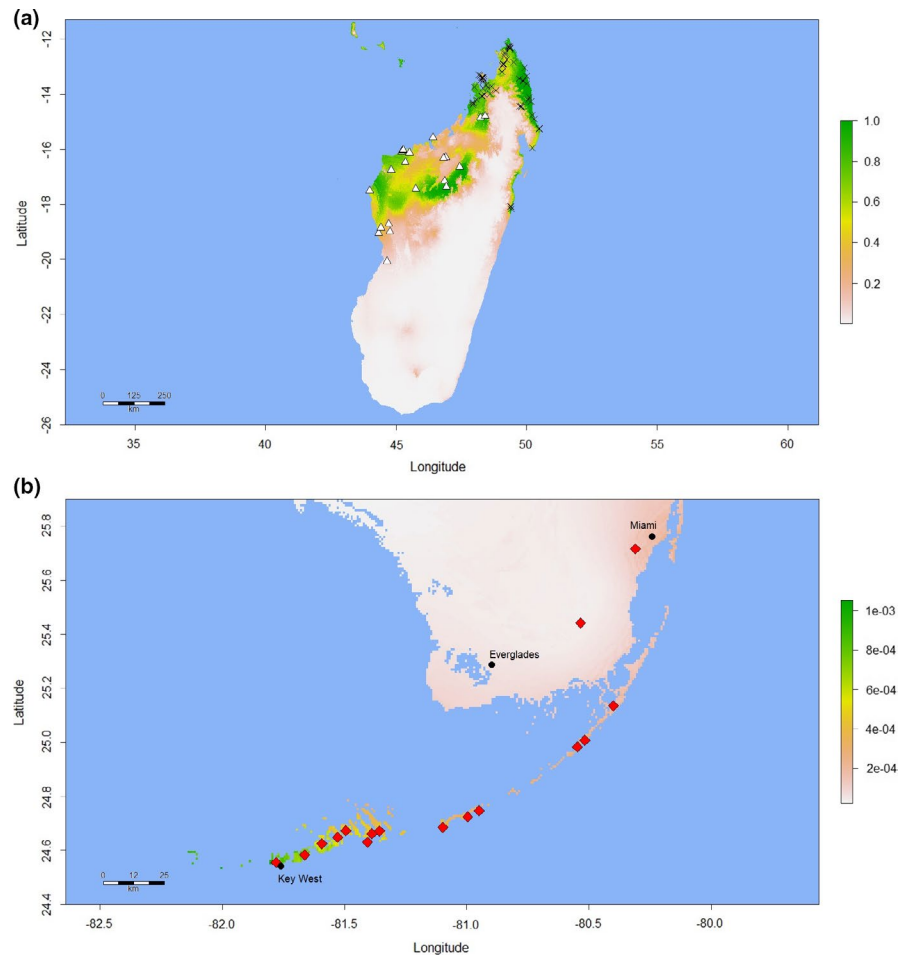 (a)
-12
-14
-16
-18
-20
-22
-24
-26
Latitude
0 125 250
km
35 40 45 50 55 60
Longitude
1.0
0.8
0.6
0.4
0.2
(b)
25.8
25.6
25.4
25.2
25.0
24.8
24.6
24.4
Latitude
Miami
Everglades
Key West
0 12 25
km
-82.5 -82.0 -81.5 -81.0 -80.5 -80.0
Longitude
1e-03
8e-04
6e-04
4e-04
2e-04